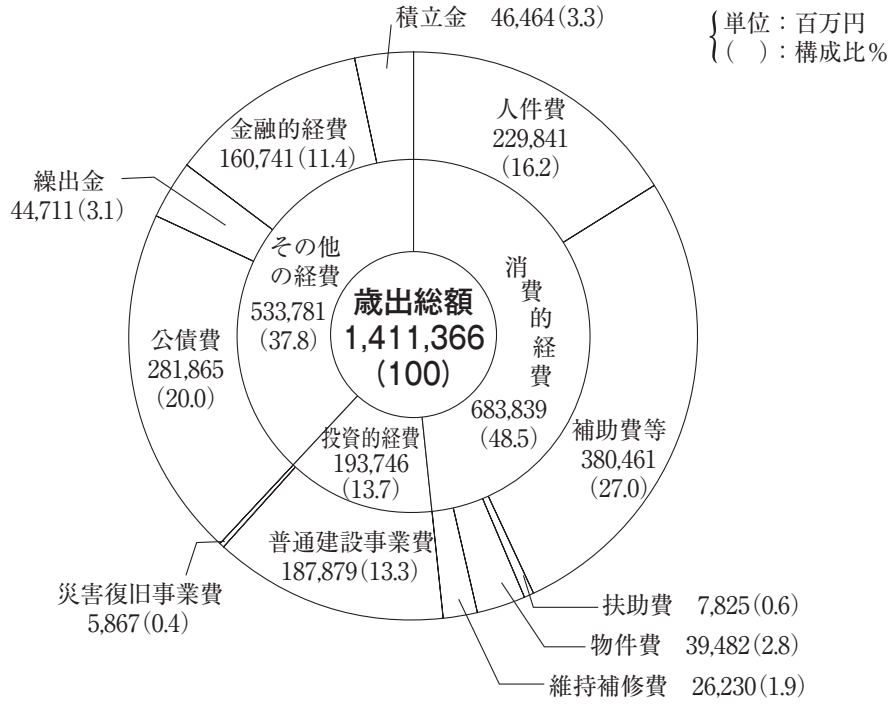 積立金 46,464(3.3)
単位：百万円
(　)：構成比%
人件費
229,841
(16.2)
金融的経費
160,741(11.4)
繰出金
44,711(3.1)
その他
の経費
533,781
(37.8)
消費的経費
683,839
(48.5)
歳出総額
1,411,366
(100)
公債費
281,865
(20.0)
投資的経費
193,746
(13.7)
補助費等
380,461
(27.0)
普通建設事業費
187,879(13.3)
災害復旧事業費
5,867(0.4)
扶助費 7,825(0.6)
物件費 39,482(2.8)
維持補修費 26,230(1.9)